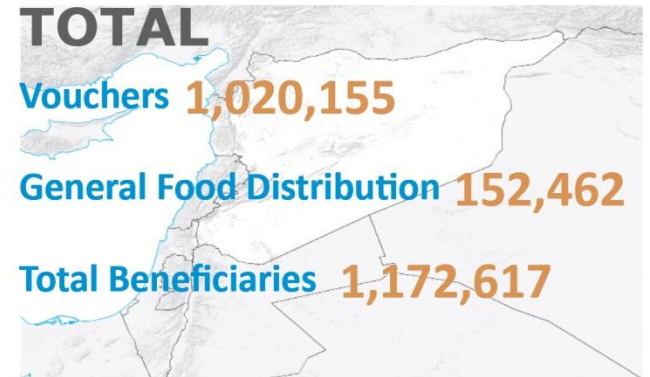 TOTAL
Vouchers 1,020,155
General Food Distribution 152,462
Total Beneficiaries 1,172,617